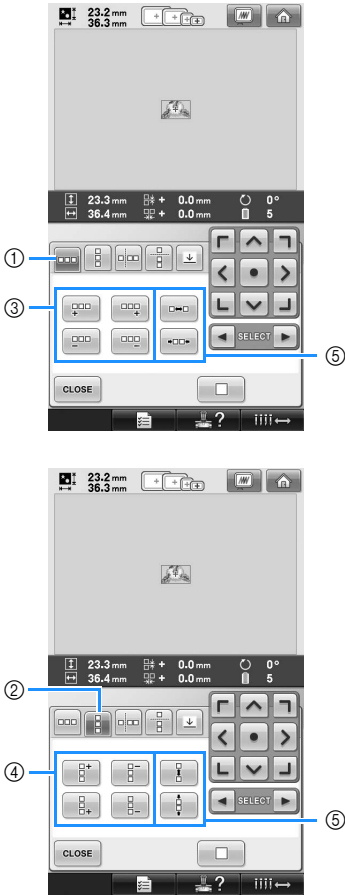 23.2 mm
36.3 mm
23.3 mm + 0.0 mm 0°
36.4 mm + 0.0 mm 5
①
③
SELECT
⑤
CLOSE
?
23.2 mm
36.3 mm
23.3 mm + 0.0 mm 0°
36.4 mm + 0.0 mm 5
②
④
SELECT
⑤
CLOSE
?